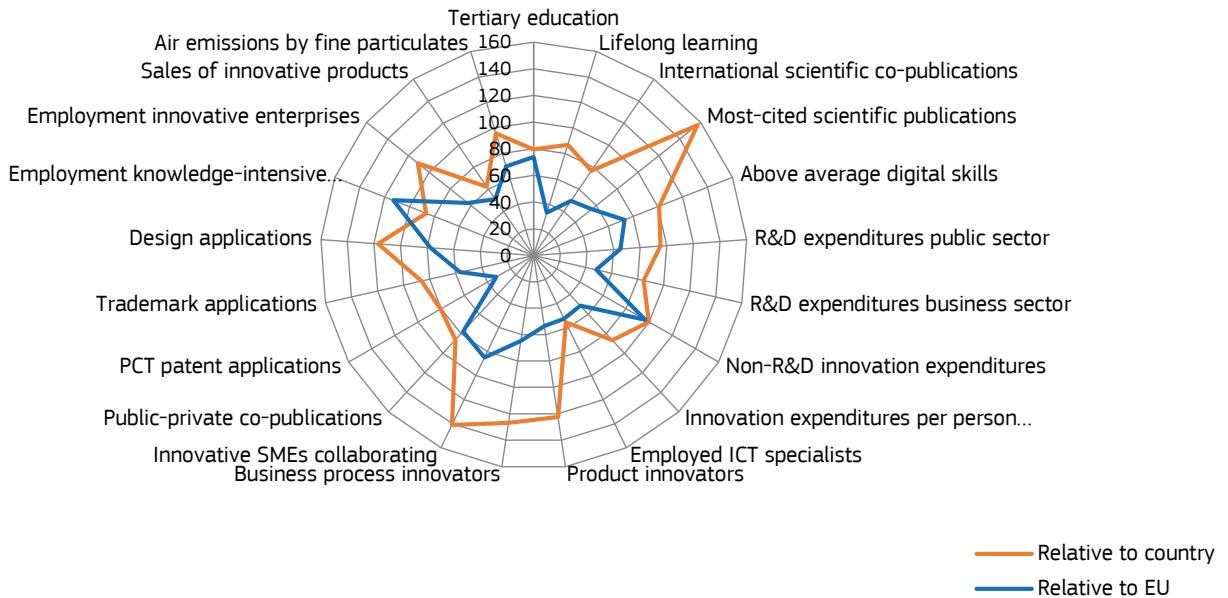 Tertiary education
Lifelong learning
International scientific co-publications
Most-cited scientific publications
Above average digital skills
R&D expenditures public sector
R&D expenditures business sector
Non-R&D innovation expenditures
Innovation expenditures per person...
Employed ICT specialists
Product innovators
Business process innovators
Innovative SMEs collaborating
Public-private co-publications
PCT patent applications
Trademark applications
Design applications
Employment knowledge-intensive...
Employment innovative enterprises
Sales of innovative products
Air emissions by fine particulates
160
140
120
100
80
60
40
20
0
Relative to country
Relative to EU